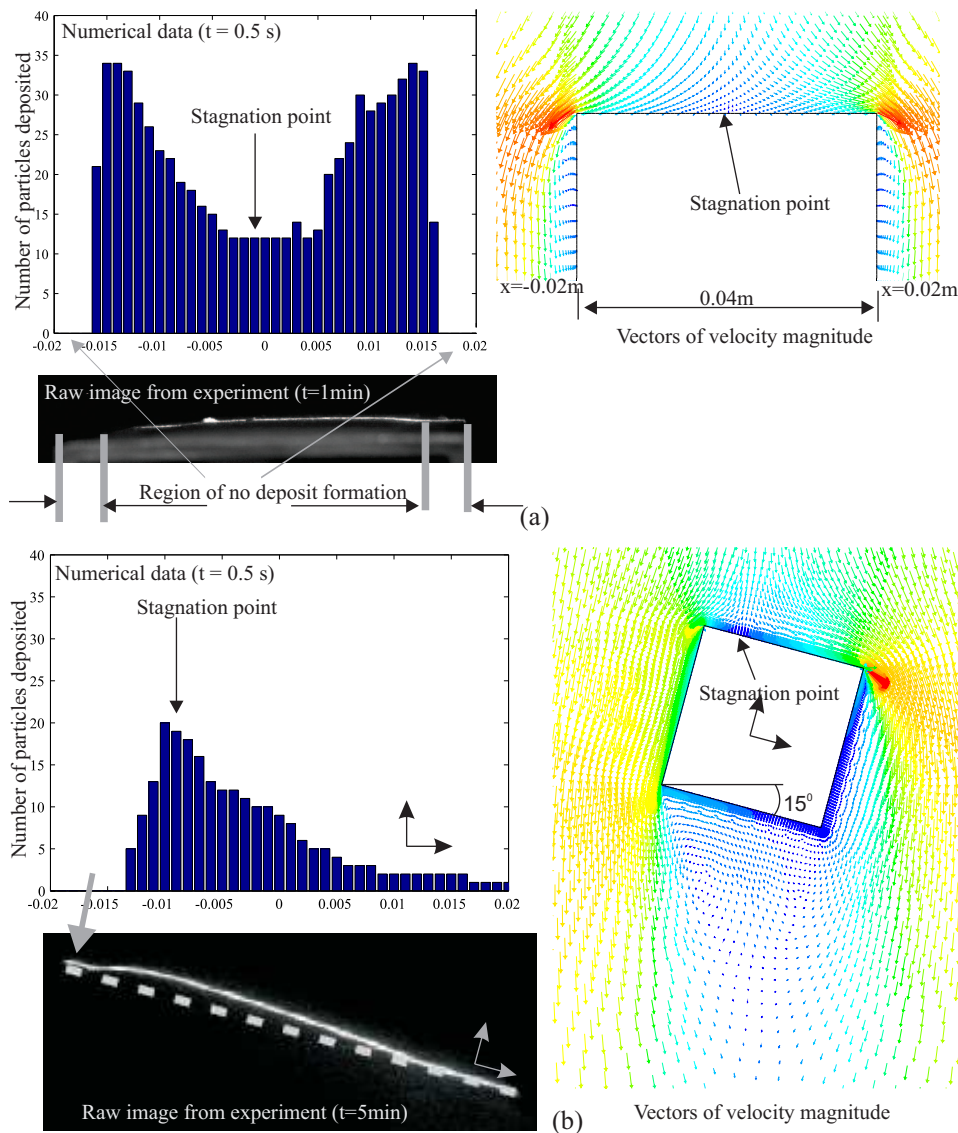 40
35
30
25
20
15
10
5
0
Number of particles deposited
Numerical data (t = 0.5 s)
Stagnation point
-0.02 -0.015 -0.01 -0.005 0 0.005 0.01 0.015 0.02
Stagnation point
x=-0.02m
x=0.02m
0.04m
Vectors of velocity magnitude
Raw image from experiment (t=1min)
Region of no deposit formation
(a)
40
35
30
25
20
15
10
5
0
Number of particles deposited
Numerical data (t = 0.5 s)
Stagnation point
-0.02 -0.015 -0.01 -0.005 0 0.005 0.01 0.015 0.02
Stagnation point
15⁰
Raw image from experiment (t=5min)
(b)
Vectors of velocity magnitude